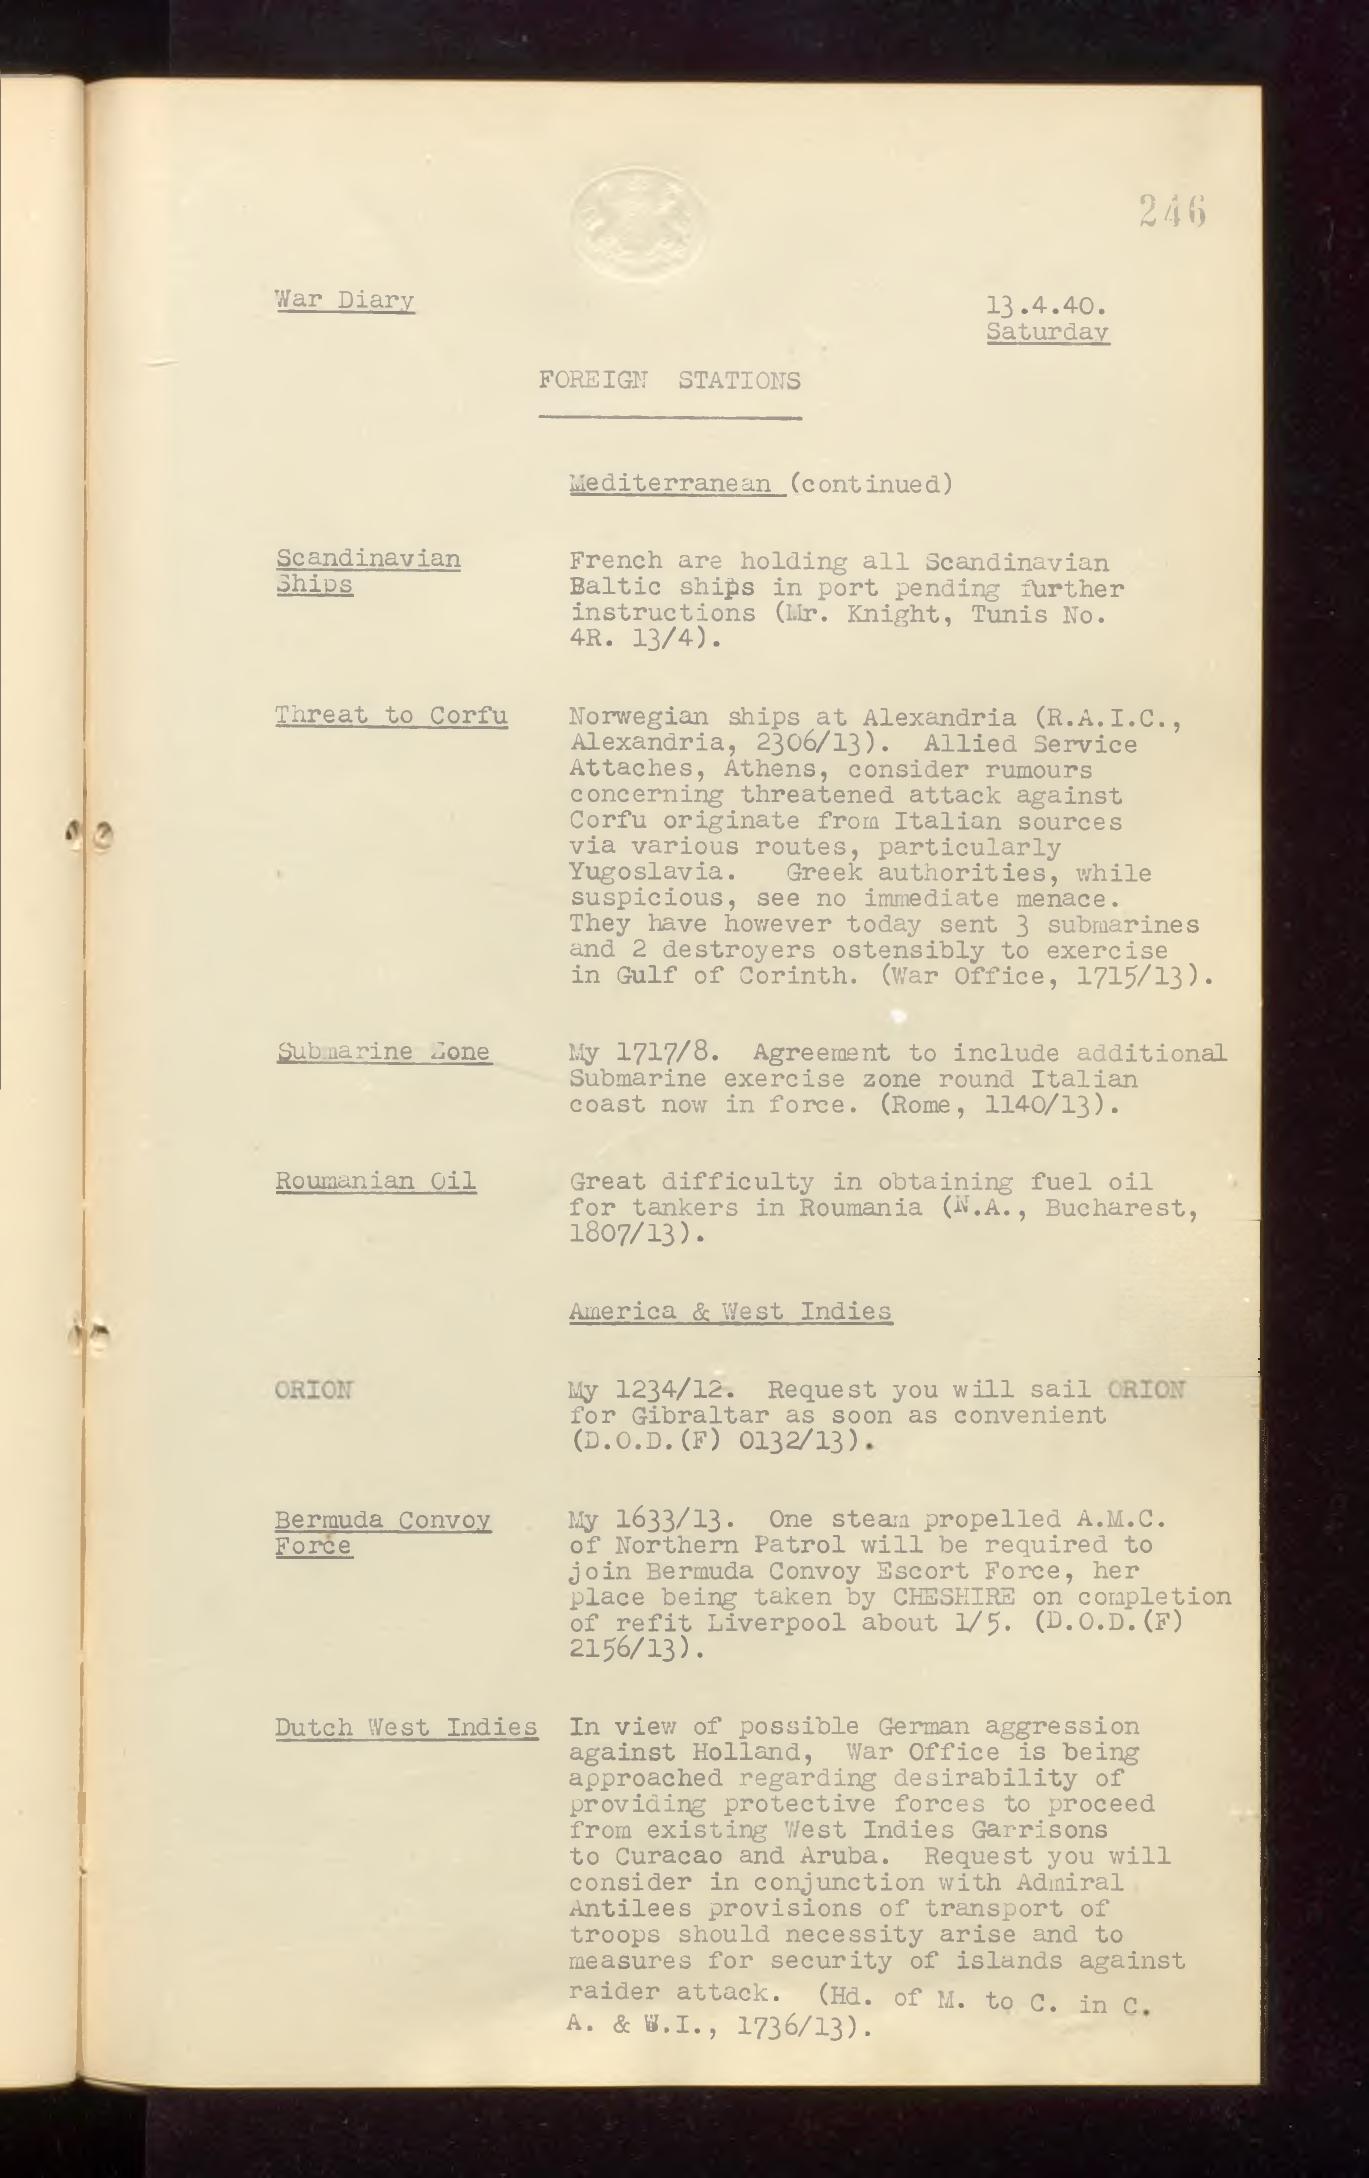 246
War Diary
13.4.40.
Saturday
FOREIGN STATIONS
Mediterranean (continued)
Scandinavian
Ships
French are holding all Scandinavian
Baltic ships in port pending further
instructions (Mr. Knight, Tunis No.
4R. 13/4).
Threat to Corfu
Norwegian ships at Alexandria (R.A.I.C.,
Alexandria, 2306/13). Allied Service
Attaches, Athens, consider rumours
concerning threatened attack against
Corfu originate from Italian sources
via various routes, particularly
Yugoslavia. Greek authorities, while
suspicious, see no immediate menace.
They have however today sent 3 submarines
and 2 destroyers ostensibly to exercise
in Gulf of Corinth. (War Office, 1715/13).
Submarine Zone
My 1717/8. Agreement to include additional
Submarine exercise zone round Italian
coast now in force. (Rome, 1140/13).
Roumanian Oil
Great difficulty in obtaining fuel oil
for tankers in Roumania (N.A., Bucharest,
1807/13).
America & West Indies
ORION
My 1234/12. Request you will sail ORION
for Gibraltar as soon as convenient
(D.O.D.(F) 0132/13).
Bermuda Convoy
Force
My 1633/13. One steam propelled A.M.C.
of Northern Patrol will be required to
join Bermuda Convoy Escort Force, her
place being taken by CHESHIRE on completion
of refit Liverpool about 1/5. (D.O.D.(F)
2156/13).
Dutch West Indies
In view of possible German aggression
against Holland, War Office is being
approached regarding desirability of
providing protective forces to proceed
from existing West Indies Garrisons
to Curacao and Aruba. Request you will
consider in conjunction with Admiral
Antilees provisions of transport of
troops should necessity arise and to
measures for security of islands against
raider attack. (Hd. of M. to C. in C.
A. & W.I., 1736/13).